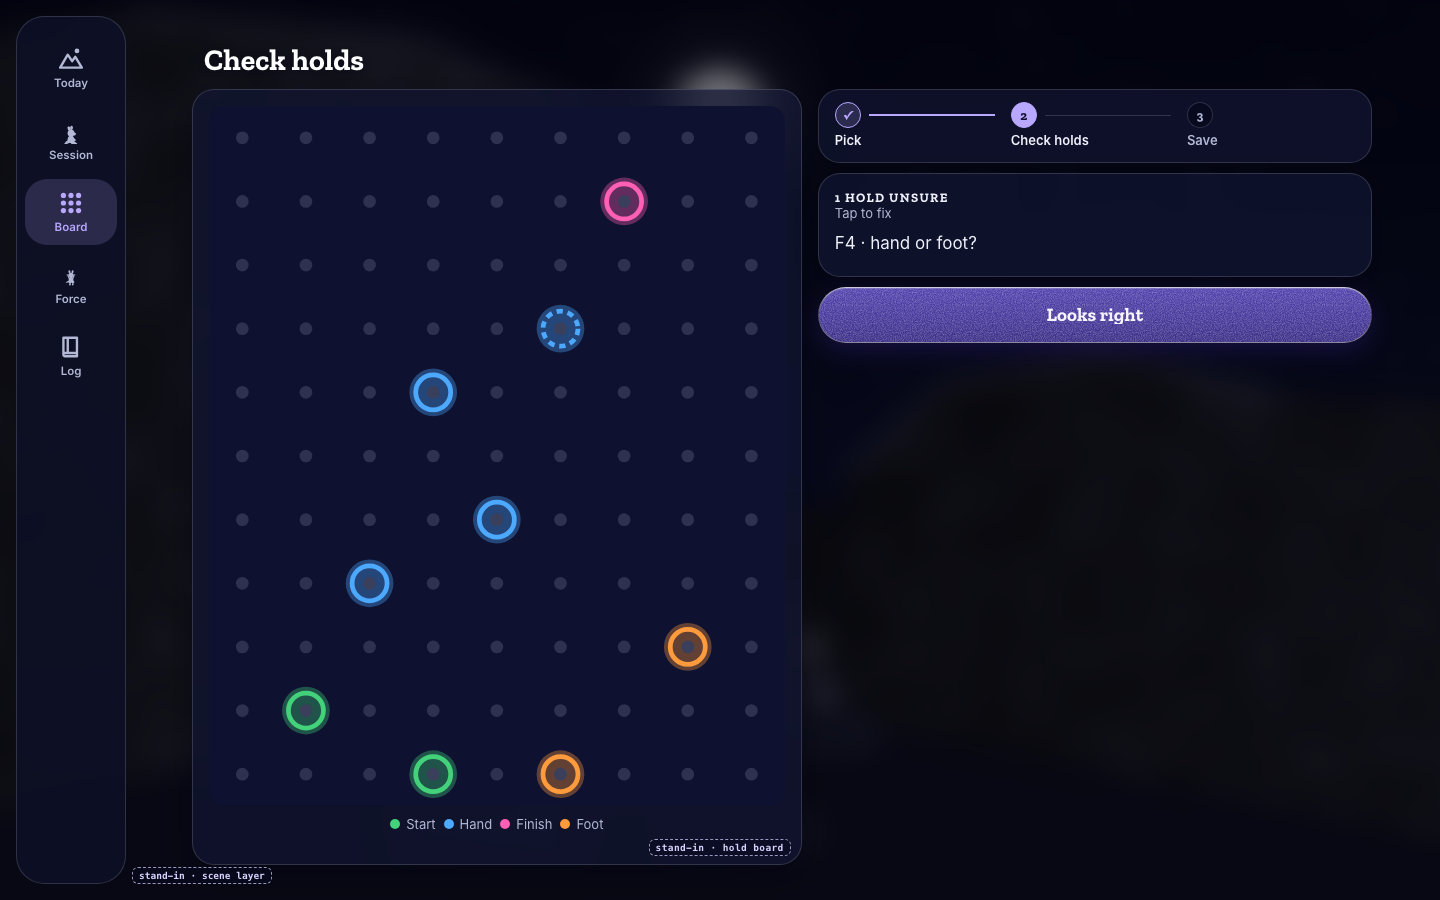 Today
Session
Board
Force
Log
Check holds
Start
Hand
Finish
Foot
stand-in · hold board
stand-in · scene layer
✓
2
3
Pick
Check holds
Save
1 HOLD UNSURE
Tap to fix
F4 · hand or foot?
Looks right